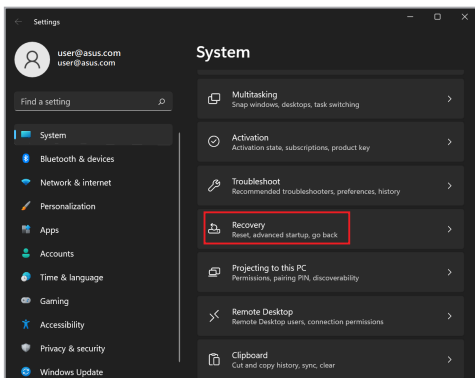 Settings
user@asus.com
user@asus.com
Find a setting
System
Bluetooth & devices
Network & internet
Personalization
Apps
Accounts
Time & language
Gaming
Accessibility
Privacy & security
Windows Update
System
Multitasking
Snap windows, desktops, task switching
Activation
Activation state, subscriptions, product key
Troubleshoot
Recommended troubleshooters, preferences, history
Recovery
Reset, advanced startup, go back
Projecting to this PC
Permissions, pairing PIN, discoverability
Remote Desktop
Remote Desktop users, connection permissions
Clipboard
Cut and copy history, sync, clear